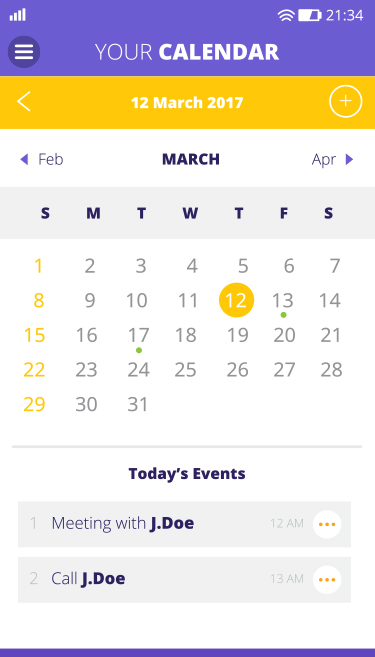 21:34
YOUR CALENDAR
12 March 2017
Feb MARCH Apr
S M T W T F S
1 2 3 4 5 6 7
8 9 10 11 12 13 14
15 16 17 18 19 20 21
22 23 24 25 26 27 28
29 30 31
Today's Events
1 Meeting with J.Doe 12 AM
2 Call J.Doe 13 AM